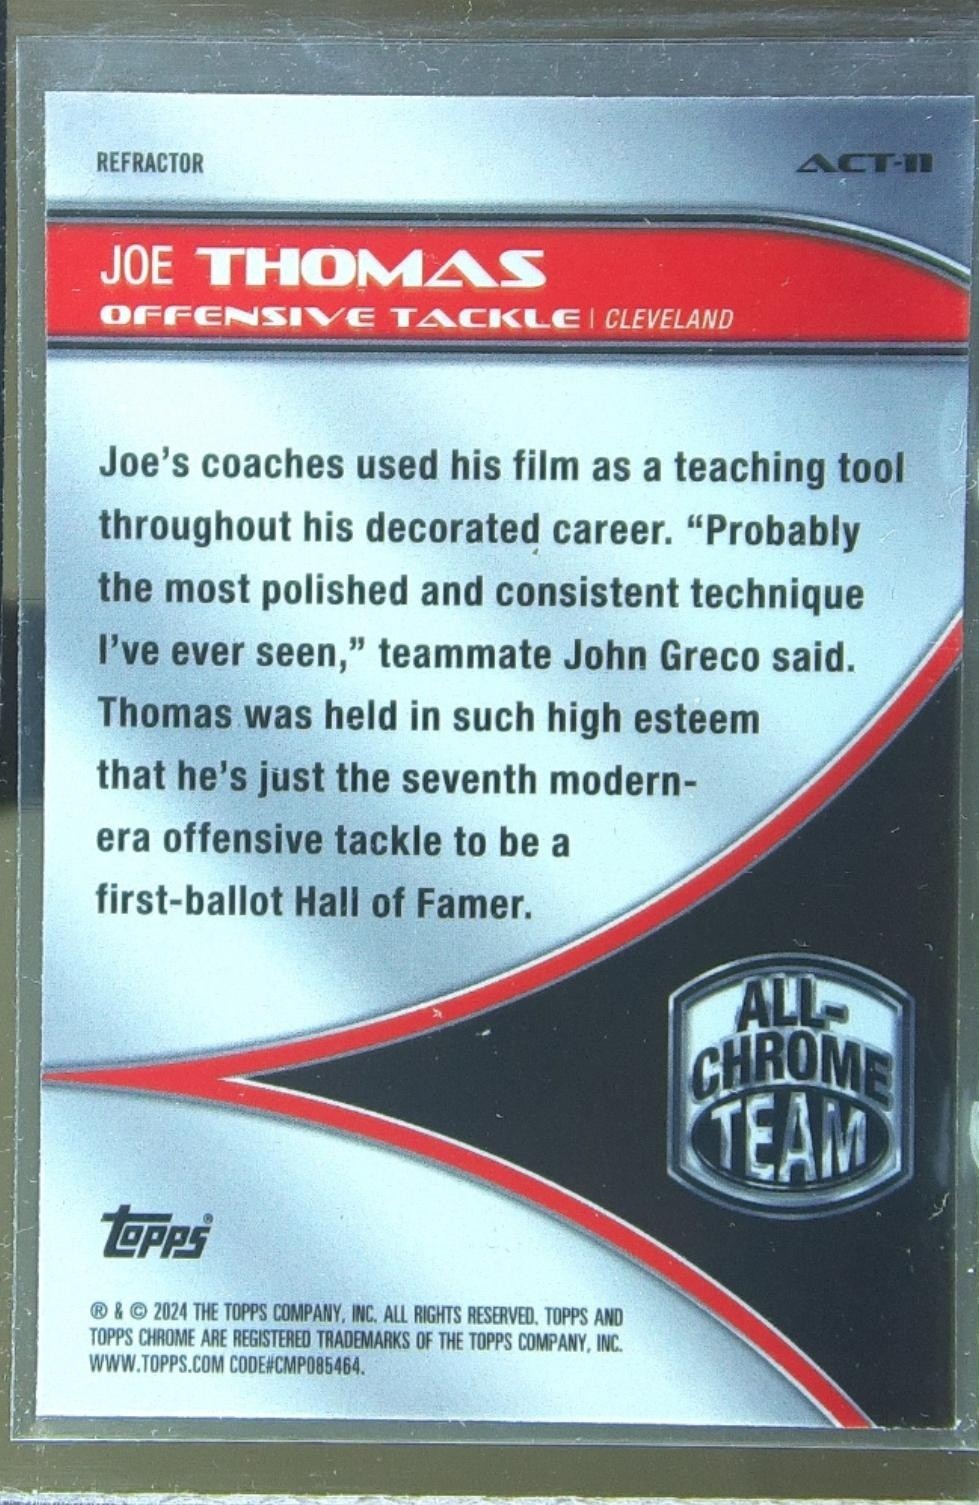 REFRACTOR
ACT-11
JOE THOMAS
OFFENSIVE TACKLE | CLEVELAND
Joe's coaches used his film as a teaching tool
throughout his decorated career. “Probably
the most polished and consistent technique
I've ever seen,” teammate John Greco said.
Thomas was held in such high esteem
that he's just the seventh modern-
era offensive tackle to be a
first-ballot Hall of Famer.
ALL-
CHROME
TEAM
topps®
® & © 2024 THE TOPPS COMPANY, INC. ALL RIGHTS RESERVED. TOPPS AND
TOPPS CHROME ARE REGISTERED TRADEMARKS OF THE TOPPS COMPANY, INC.
WWW.TOPPS.COM CODE#CMP085464.